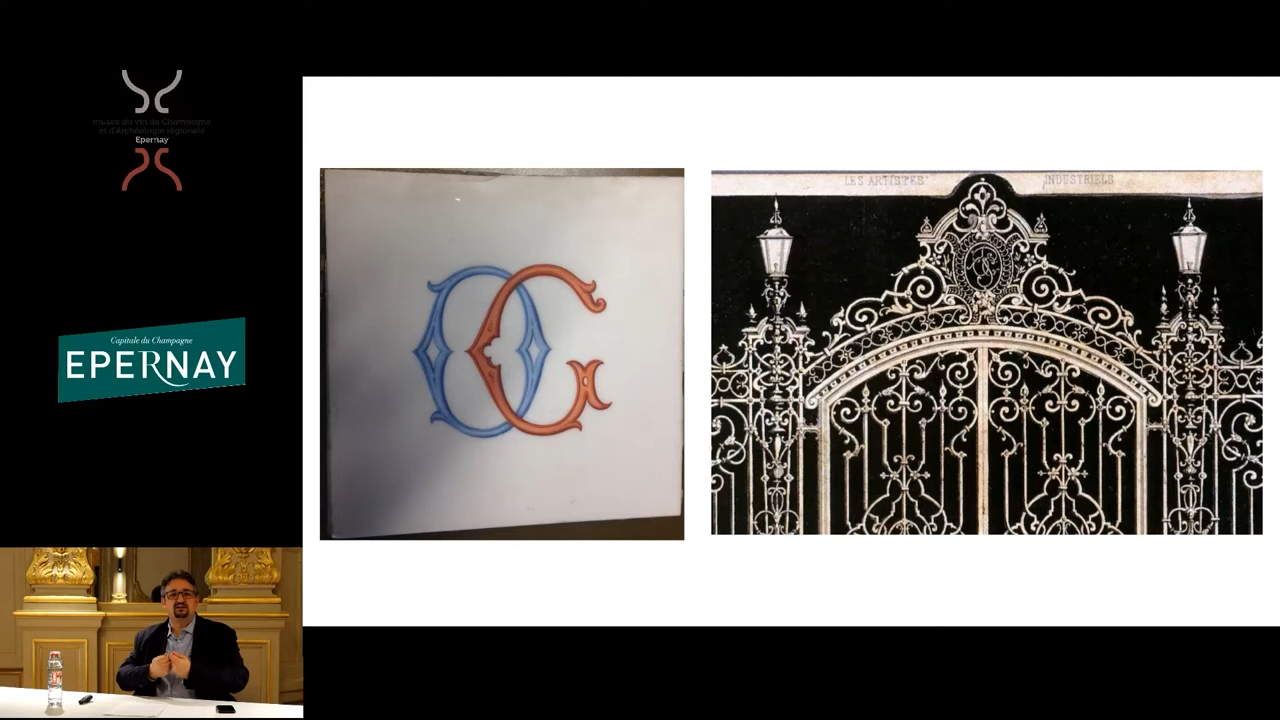 musée du vin de Champagne
et d'Archéologie régionale
Epernay
Capitale du Champagne
EPERNAY
LES ARTISTES
INDUSTRIELS